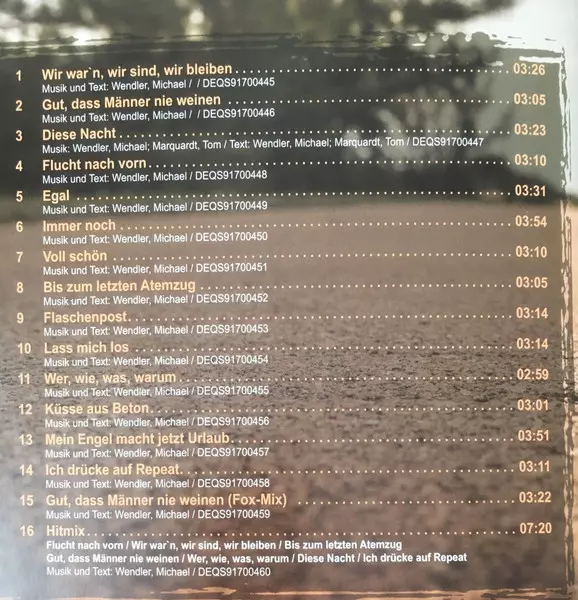 1 Wir war`n, wir sind, wir bleiben 03:26
Musik und Text: Wendler, Michael / / DEQS91700445
2 Gut, dass Männer nie weinen 03:05
Musik und Text: Wendler, Michael / / DEQS91700446
3 Diese Nacht 03:23
Musik: Wendler, Michael; Marquardt, Tom / Text: Wendler, Michael; Marquardt, Tom / DEQS91700447
4 Flucht nach vorn 03:10
Musik und Text: Wendler, Michael / DEQS91700448
5 Egal 03:31
Musik und Text: Wendler, Michael / DEQS91700449
6 Immer noch 03:54
Musik und Text: Wendler, Michael / DEQS91700450
7 Voll schön 03:10
Musik und Text: Wendler, Michael / DEQS91700451
8 Bis zum letzten Atemzug 03:05
Musik und Text: Wendler, Michael / DEQS91700452
9 Flaschenpost 03:14
Musik und Text: Wendler, Michael / DEQS91700453
10 Lass mich los 03:14
Musik und Text: Wendler, Michael / DEQS91700454
11 Wer, wie, was, warum 02:59
Musik und Text: Wendler, Michael / DEQS91700455
12 Küsse aus Beton 03:01
Musik und Text: Wendler, Michael / DEQS91700456
13 Mein Engel macht jetzt Urlaub 03:51
Musik und Text: Wendler, Michael / DEQS91700457
14 Ich drücke auf Repeat 03:11
Musik und Text: Wendler, Michael / DEQS91700458
15 Gut, dass Männer nie weinen (Fox-Mix) 03:22
Musik und Text: Wendler, Michael / DEQS91700459
16 Hitmix 07:20
Flucht nach vorn / Wir war`n, wir sind, wir bleiben / Bis zum letzten Atemzug
Gut, dass Männer nie weinen / Wer, wie, was, warum / Diese Nacht / Ich drücke auf Repeat
Musik und Text: Wendler, Michael / DEQS91700460